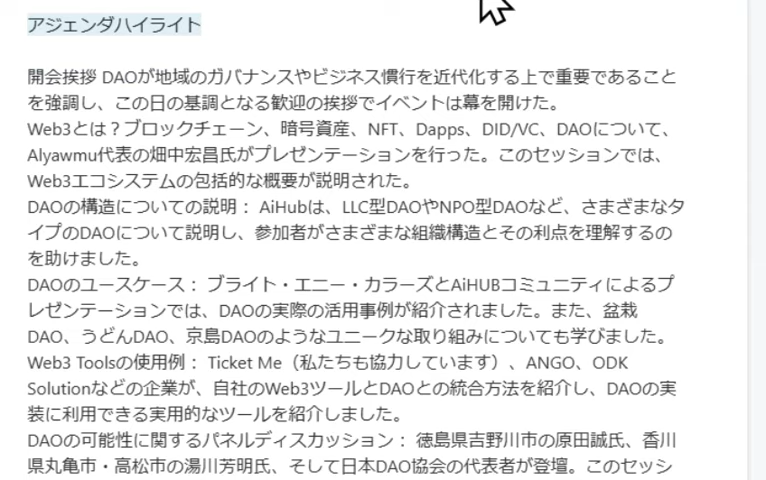 アジェンダハイライト
開会挨拶 DAOが地域のガバナンスやビジネス慣行を近代化する上で重要であること
を強調し、この日の基調となる歓迎の挨拶でイベントは幕を開けた。
Web3とは？ブロックチェーン、暗号資産、NFT、Dapps、DID/VC、DAOについて、
Alyawmu代表の畑中宏昌氏がプレゼンテーションを行った。このセッションでは、
Web3エコシステムの包括的な概要が説明された。
DAOの構造についての説明： AiHubは、LLC型DAOやNPO型DAOなど、さまざまなタ
イプのDAOについて説明し、参加者がさまざまな組織構造とその利点を理解するの
を助けました。
DAOのユースケース： ブライト・エニー・カラーズとAiHUBコミュニティによるプ
レゼンテーションでは、DAOの実際の活用事例が紹介されました。また、盆栽
DAO、うどんDAO、京島DAOのようなユニークな取り組みについても学びました。
Web3 Toolsの使用例： Ticket Me（私たちも協力しています）、ANGO、ODK
Solutionなどの企業が、自社のWeb3ツールとDAOとの統合方法を紹介し、DAOの実
装に利用できる実用的なツールを紹介しました。
DAOの可能性に関するパネルディスカッション： 徳島県吉野川市の原田誠氏、香川
県丸亀市・高松市の湯川芳明氏、そして日本DAO協会の代表者が登壇。このセッシ